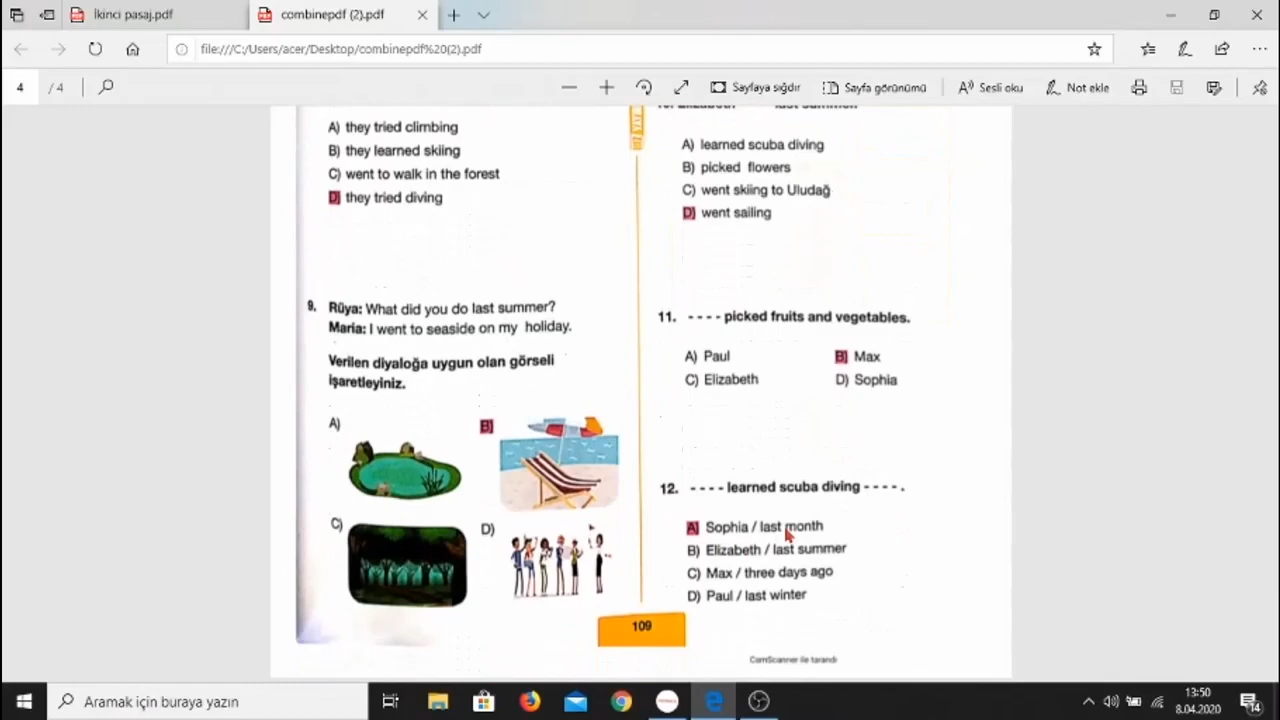 İkinci pasaj.pdf
combinepdf (2).pdf
file:///C:/Users/acer/Desktop/combinepdf%20(2).pdf
4 / 4
Sayfaya sığdır
Sayfa görünümü
Sesli oku
Not ekle
A) they tried climbing
B) they learned skiing
C) went to walk in the forest
D) they tried diving
9. Rüya: What did you do last summer?
Maria: I went to seaside on my holiday.
Verilen diyaloğa uygun olan görseli
işaretleyiniz.
A)
B)
C)
D)
A) learned scuba diving
B) picked flowers
C) went skiing to Uludağ
D) went sailing
11. - - - - picked fruits and vegetables.
A) Paul
B) Max
C) Elizabeth
D) Sophia
12. - - - - learned scuba diving - - - - .
A) Sophia / last month
B) Elizabeth / last summer
C) Max / three days ago
D) Paul / last winter
109
CamScanner ile tarandı
Aramak için buraya yazın
13:50
8.04.2020
14